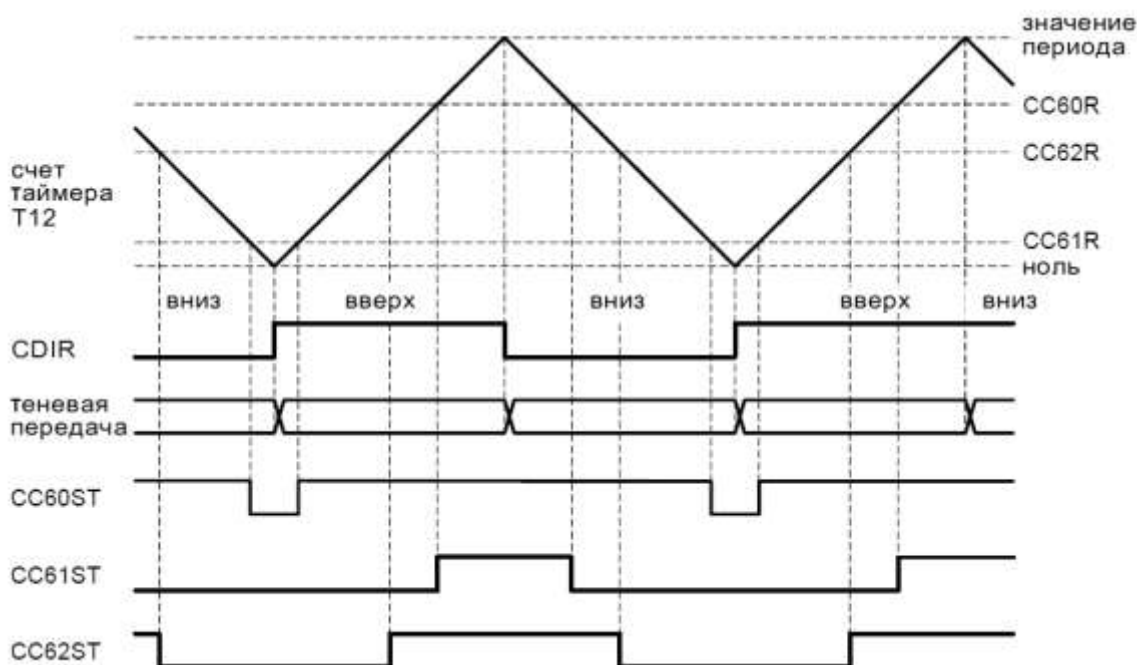 значение
периода
CC60R
CC62R
счет
таймера
T12
CC61R
ноль
вниз вверх вниз вверх вниз
CDIR
теневая
передача
CC60ST
CC61ST
CC62ST